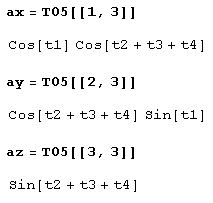 ax = T05[[1, 3]]
Cos[t1] Cos[t2 + t3 + t4]
ay = T05[[2, 3]]
Cos[t2 + t3 + t4] Sin[t1]
az = T05[[3, 3]]
Sin[t2 + t3 + t4]